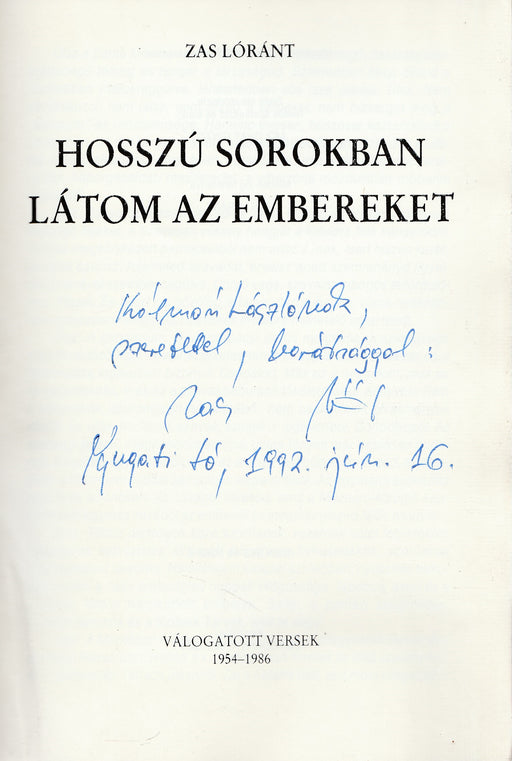 ZAS LÓRÁNT
HOSSZÚ SOROKBAN
LÁTOM AZ EMBEREKET
Kálmán Lászlónak,
szeretettel, barátsággal:
Zas
Nyugati tó, 1992. jún. 16.
VÁLOGATOTT VERSEK
1954–1986